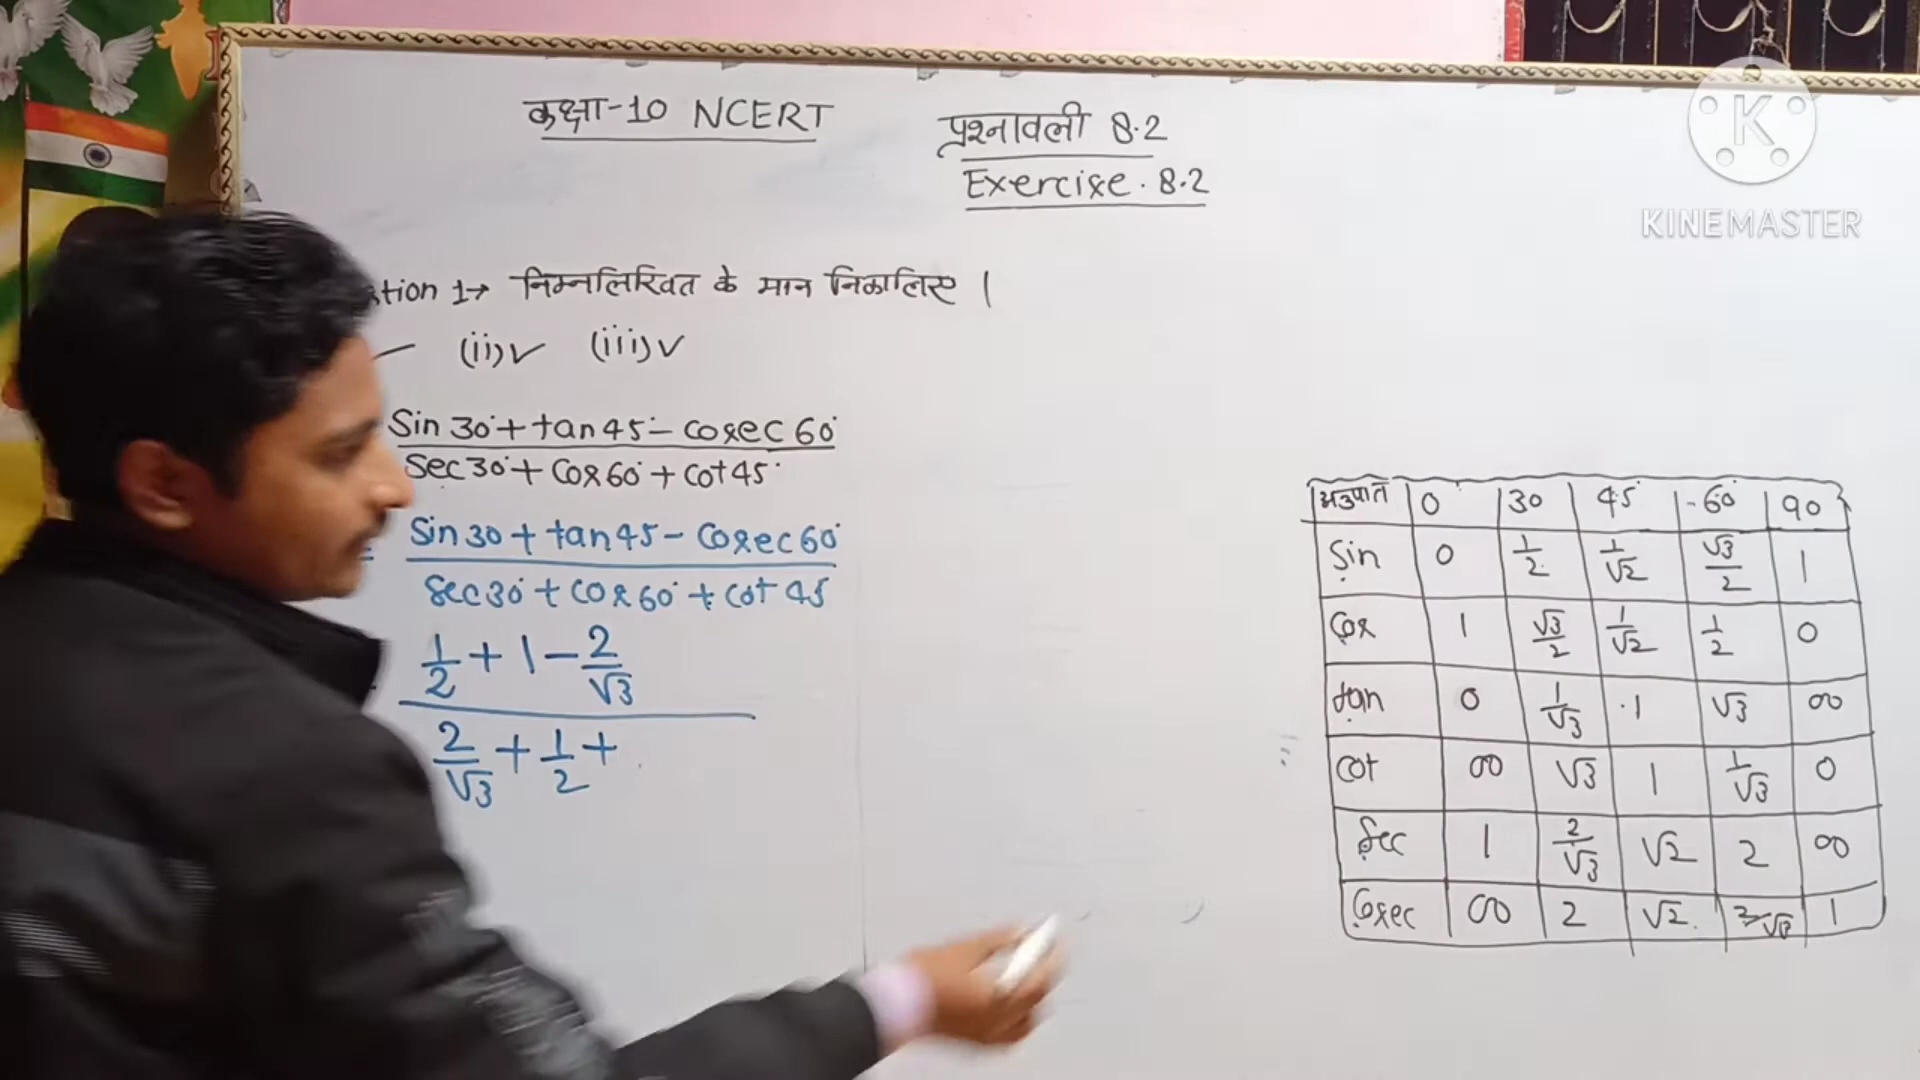 कक्षा-10 NCERT
प्रश्नावली 8.2
Exercise. 8.2
KINEMASTER
stion 1→ निम्नलिखित के मान निकालिए |
(ii)✓ (iii)✓
Sin 30° + tan 45° - Cosec 60°
Sec 30° + Cos 60° + Cot 45°
= Sin 30 + tan 45 - Cosec 60°
Sec 30° + Cos 60° + Cot 45
1/2 + 1 - 2/√3
2/√3 + 1/2 +
अनुपात 0° 30 45° 60° 90
Sin 0 1/2 1/√2 √3/2 1
Cos 1 √3/2 1/√2 1/2 0
tan 0 1/√3 1 √3 ∞
Cot ∞ √3 1 1/√3 0
Sec 1 2/√3 √2 2 ∞
Cosec ∞ 2 √2 2/√3 1